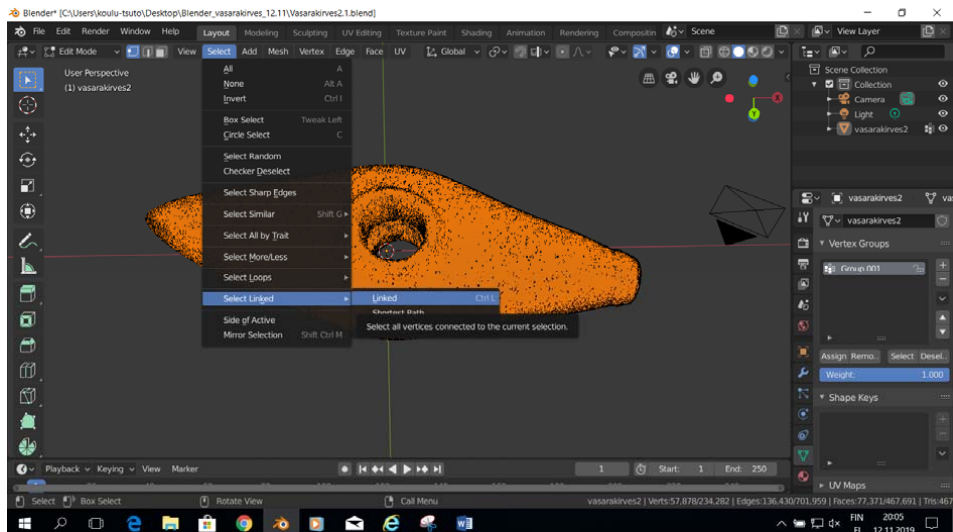 Blender* [C:\Users\koulu-tsuto\Desktop\Blender_vasarakirves_12.11\Vasarakirves2.1.blend]
File Edit Render Window Help Layout Modeling Sculpting UV Editing Texture Paint Shading Animation Rendering Compositin Scene View Layer
Edit Mode View Select Add Mesh Vertex Edge Face UV Global
User Perspective
(1) vasarakirves2
All A
None Alt A
Invert Ctrl I
Box Select Tweak Left
Circle Select C
Select Random
Checker Deselect
Select Sharp Edges
Select Similar Shift G
Select All by Trait
Select More/Less
Select Loops
Select Linked
Side of Active
Mirror Selection Shift Ctrl M
Linked Ctrl L
Shortest Path
Select all vertices connected to the current selection.
X
Y
Scene Collection
Collection
Camera
Light
vasarakirves2
vasarakirves2 va
vasarakirves2
Vertex Groups
Group.001
Assign Remo.. Select Desel..
Weight: 1.000
Shape Keys
UV Maps
Playback Keying View Marker 1 Start: 1 End: 250
Select Box Select Rotate View Call Menu vasarakirves2 | Verts:57,878/234,282 | Edges:136,430/701,959 | Faces:77,371/467,691 | Tris:467
FIN 20:05
FI 12.11.2019